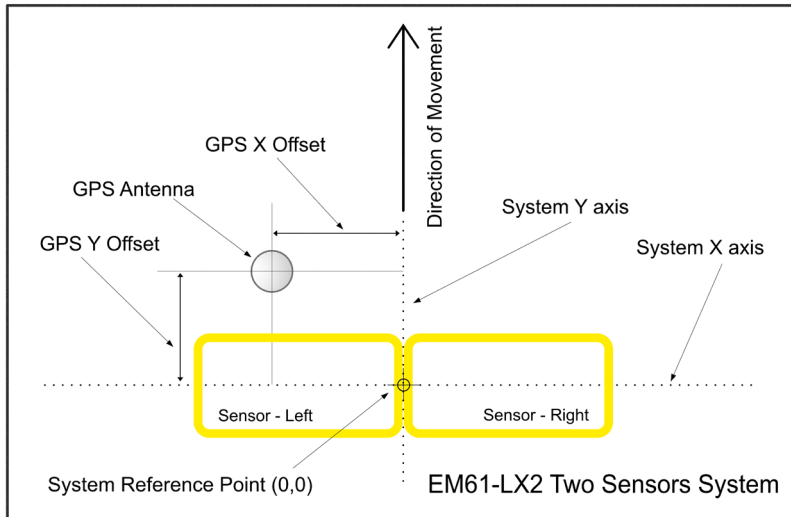 Direction of Movement
GPS X Offset
GPS Antenna
System Y axis
GPS Y Offset
System X axis
Sensor - Left
Sensor - Right
System Reference Point (0,0)
EM61-LX2 Two Sensors System